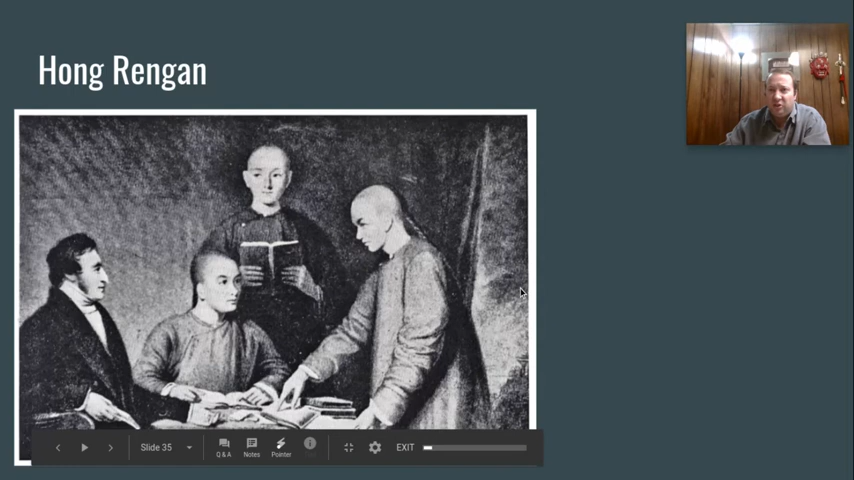 Hong Rengan
Slide 35
EXIT
Q & A
Notes
Pointer